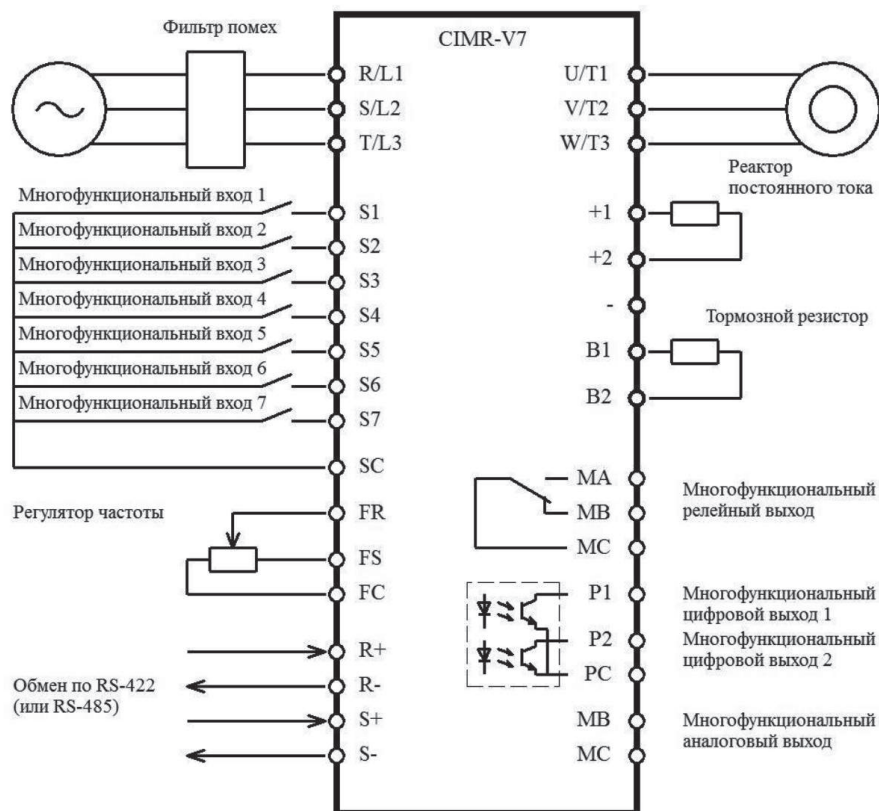 Фильтр помех
CIMR-V7
R/L1
S/L2
T/L3
U/T1
V/T2
W/T3
Многофункциональный вход 1
Многофункциональный вход 2
Многофункциональный вход 3
Многофункциональный вход 4
Многофункциональный вход 5
Многофункциональный вход 6
Многофункциональный вход 7
S1
S2
S3
S4
S5
S6
S7
SC
Реактор
постоянного тока
+1
+2
-
Тормозной резистор
B1
B2
Регулятор частоты
FR
FS
FC
MA
MB
MC
Многофункциональный
релейный выход
P1
P2
PC
Многофункциональный
цифровой выход 1
Многофункциональный
цифровой выход 2
Обмен по RS-422
(или RS-485)
R+
R-
S+
S-
MB
MC
Многофункциональный
аналоговый выход